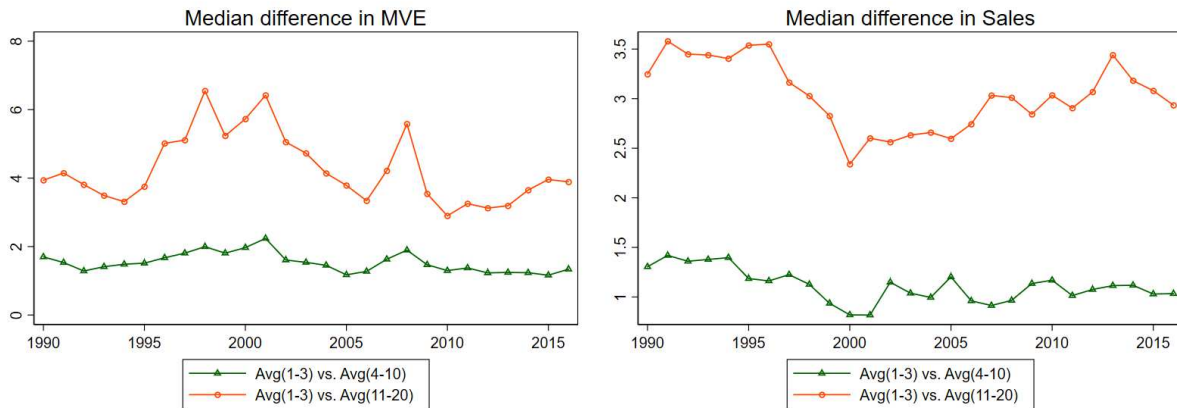 Median difference in MVE
8
6
4
2
0
1990 1995 2000 2005 2010 2015
Avg(1-3) vs. Avg(4-10)
Avg(1-3) vs. Avg(11-20)
Median difference in Sales
3.5
3
2.5
2
1.5
1
1990 1995 2000 2005 2010 2015
Avg(1-3) vs. Avg(4-10)
Avg(1-3) vs. Avg(11-20)